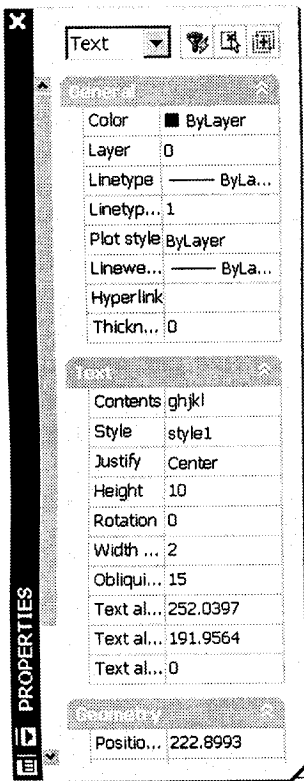 Text
General
Color ByLayer
Layer 0
Linetype ByLa...
Linetyp... 1
Plot style ByLayer
Linewe... ByLa...
Hyperlink
Thickn... 0
Text
Contents ghjkl
Style style1
Justify Center
Height 10
Rotation 0
Width ... 2
Obliqui... 15
Text al... 252.0397
Text al... 191.9564
Text al... 0
Geometry
Positio... 222.8993
PROPERTIES